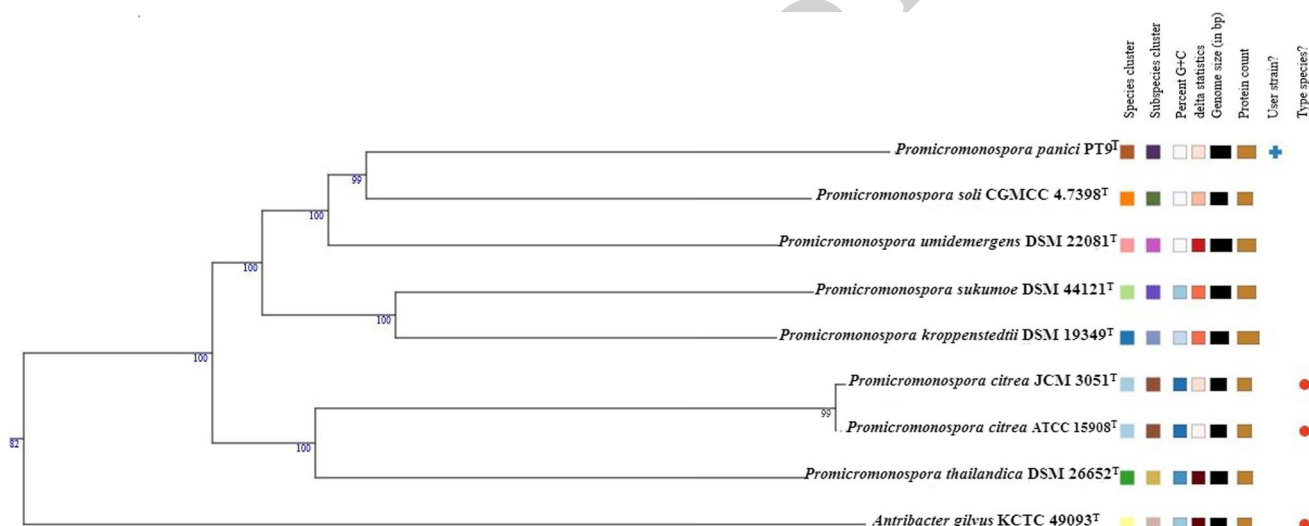 Species cluster
Subspecies cluster
Percent G+C
delta statistics
Genome size (in bp)
Protein count
User strain?
Type species?
Promicromonospora panici PT9T
99
Promicromonospora soli CGMCC 4.7398T
100
Promicromonospora umidemergens DSM 22081T
100
Promicromonospora sukumoe DSM 44121T
100
Promicromonospora kroppenstedtii DSM 19349T
100
Promicromonospora citrea JCM 3051T
99
Promicromonospora citrea ATCC 15908T
82
100
Promicromonospora thailandica DSM 26652T
Antribacter gilvus KCTC 49093T